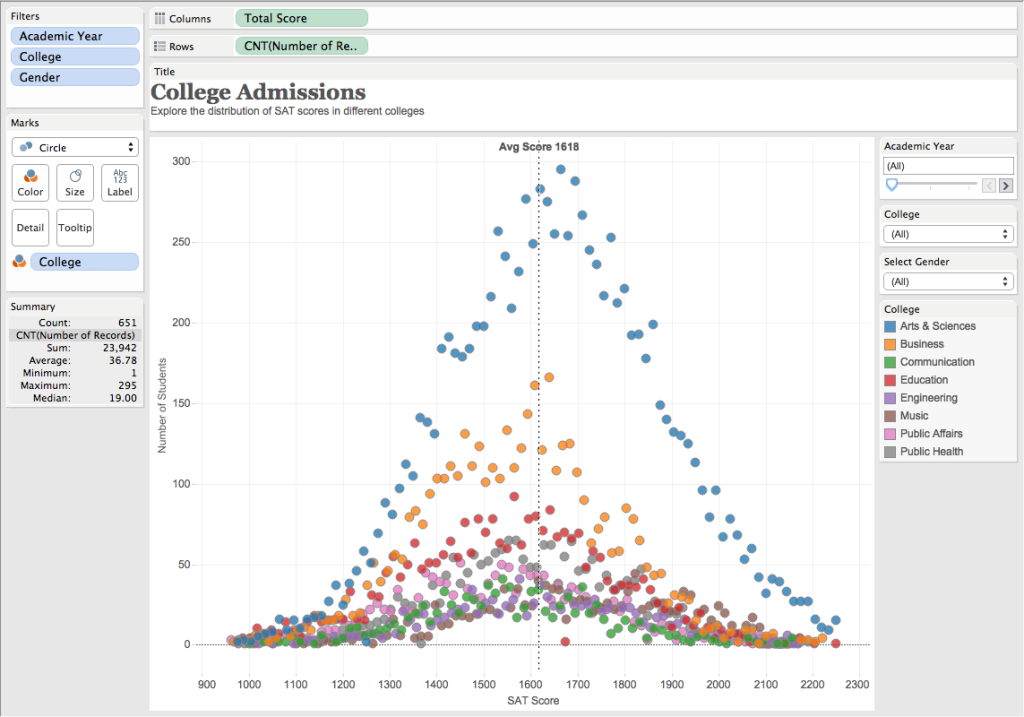 Filters
Academic Year
College
Gender
Marks
Circle
Color
Size
Abc
123
Label
Detail
Tooltip
College
Summary
Count: 651
CNT(Number of Records)
Sum: 23,942
Average: 36.78
Minimum: 1
Maximum: 295
Median: 19.00
Columns
Total Score
Rows
CNT(Number of Re..
Title
College Admissions
Explore the distribution of SAT scores in different colleges
Avg Score 1618
Number of Students
300
250
200
150
100
50
0
900 1000 1100 1200 1300 1400 1500 1600 1700 1800 1900 2000 2100 2200 2300
SAT Score
Academic Year
(All)
College
(All)
Select Gender
(All)
College
Arts & Sciences
Business
Communication
Education
Engineering
Music
Public Affairs
Public Health